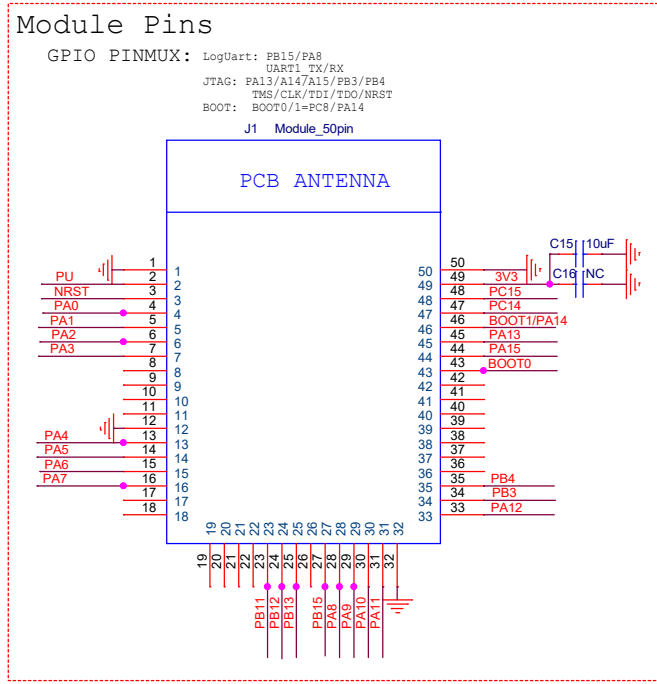 Module Pins
GPIO PINMUX: LogUart: PB15/PA8
UART1_TX/RX
JTAG: PA13/A14/A15/PB3/PB4
TMS/CLK/TDI/TDO/NRST
BOOT: BOOT0/1=PC8/PA14
J1 Module_50pin
PCB ANTENNA
C15 10uF
1 1 50 50
PU 2 2 49 49 3V3 C16 NC
NRST 3 3 48 48 PC15
PA0 4 4 47 47 PC14
PA1 5 5 46 46 BOOT1/PA14
PA2 6 6 45 45 PA13
PA3 7 7 44 44 PA15
8 8 43 43 BOOT0
9 9 42 42
10 10 41 41
11 11 40 40
12 12 39 39
PA4 13 13 38 38
PA5 14 14 37 37
PA6 15 15 36 36
PA7 16 16 35 35 PB4
17 17 34 34 PB3
18 18 33 33 PA12
19 20 21 22 23 24 25 26 27 28 29 30 31 32
19 20 21 22 23 24 25 26 27 28 29 30 31 32
PB11 PB12 PB13 PB15 PA8 PA9 PA10 PA11